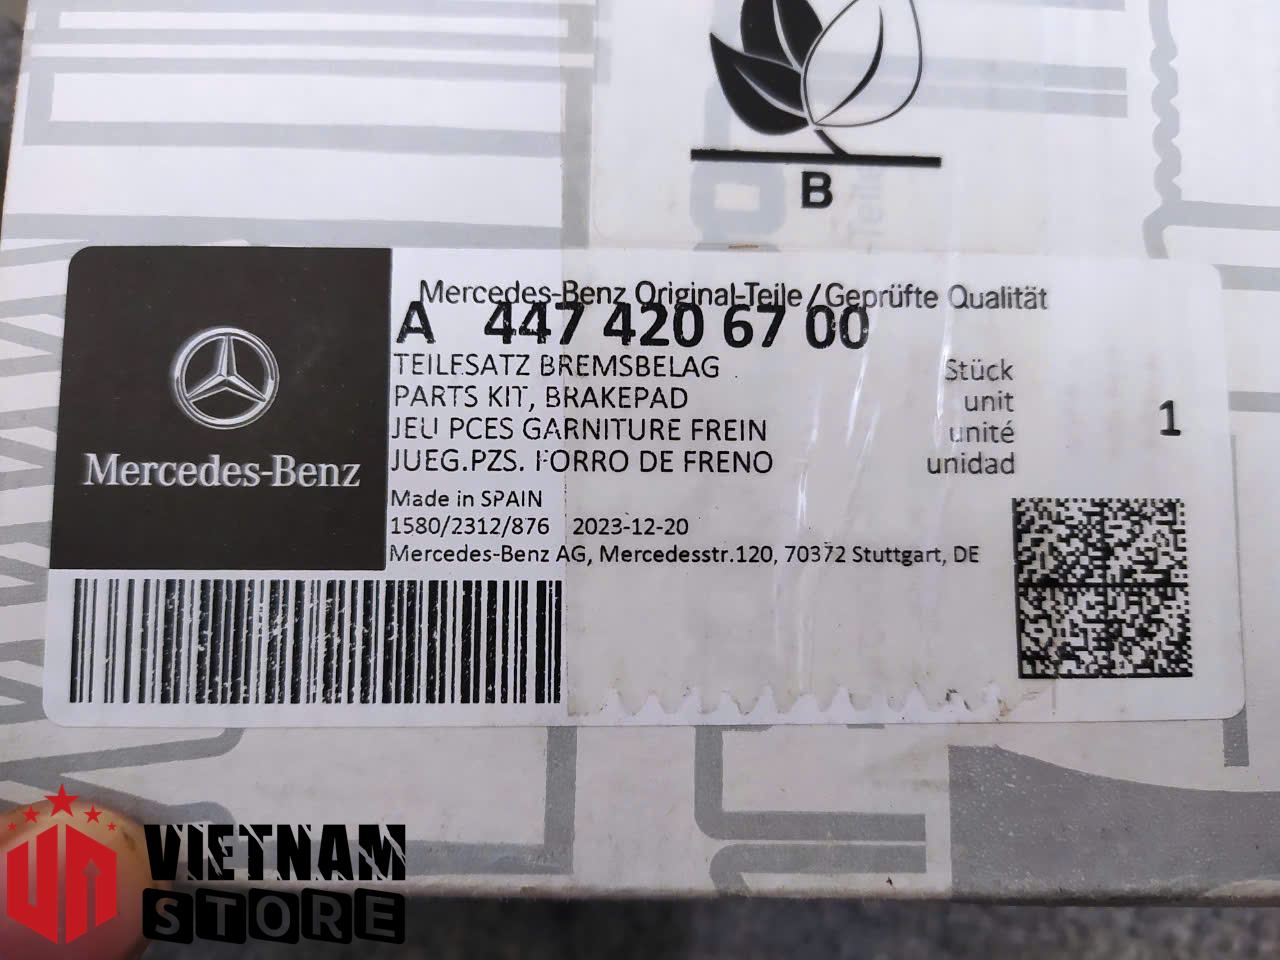 B
Mercedes-Benz Original-Teile/Geprüfte Qualität
A 447 420 67 00
TEILESATZ BREMSBELAG
PARTS KIT, BRAKEPAD
JEU PCES GARNITURE FREIN
JUEG.PZS. FORRO DE FRENO
Stück
unit
unité
unidad
1
Mercedes-Benz
Made in SPAIN
1580/2312/876 2023-12-20
Mercedes-Benz AG, Mercedesstr.120, 70372 Stuttgart, DE
VIETNAM
STORE